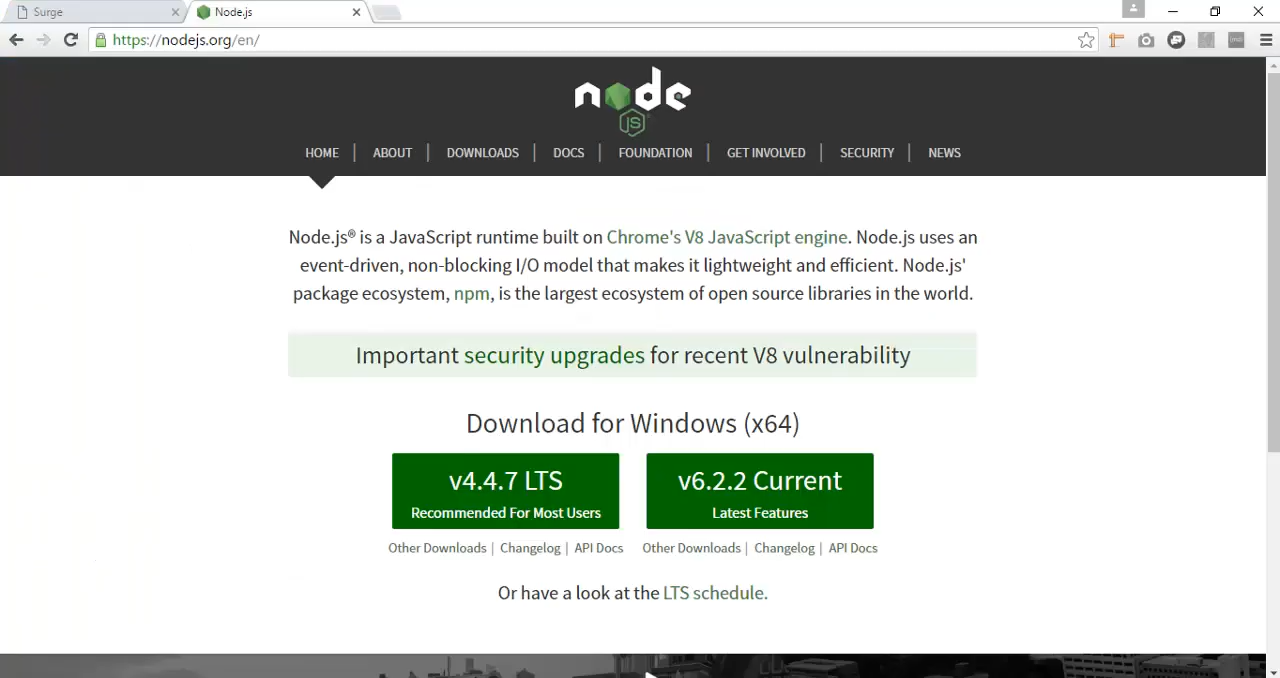 Surge
Node.js
https://nodejs.org/en/
node
JS
HOME | ABOUT | DOWNLOADS | DOCS | FOUNDATION | GET INVOLVED | SECURITY | NEWS
Node.js® is a JavaScript runtime built on Chrome's V8 JavaScript engine. Node.js uses an
event-driven, non-blocking I/O model that makes it lightweight and efficient. Node.js'
package ecosystem, npm, is the largest ecosystem of open source libraries in the world.
Important security upgrades for recent V8 vulnerability
Download for Windows (x64)
v4.4.7 LTS
Recommended For Most Users
v6.2.2 Current
Latest Features
Other Downloads | Changelog | API Docs
Other Downloads | Changelog | API Docs
Or have a look at the LTS schedule.